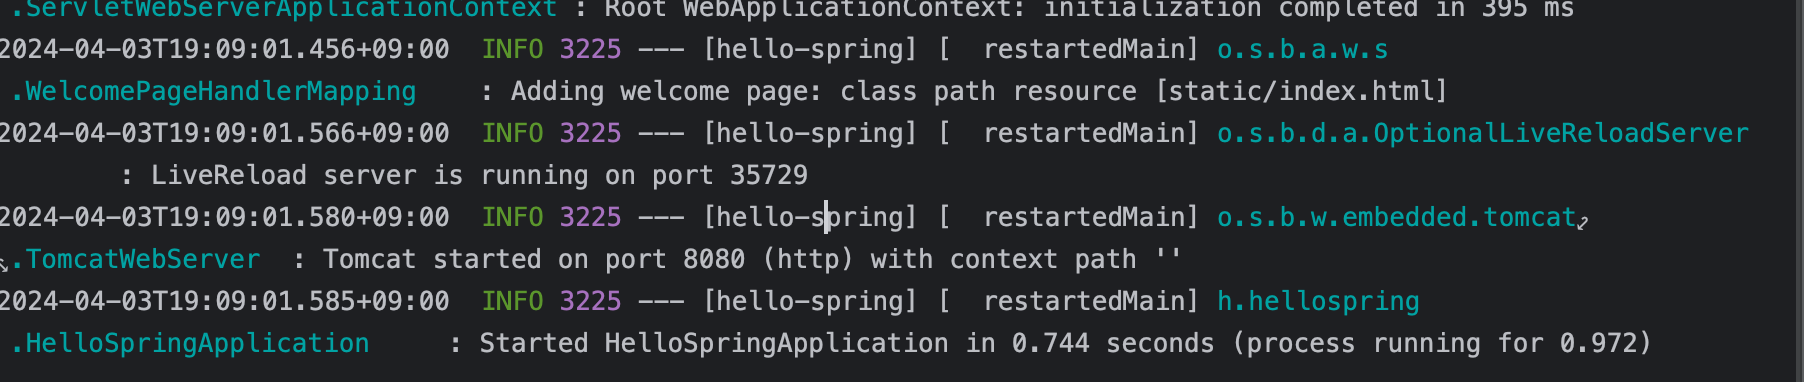 .ServletWebServerApplicationContext : Root WebApplicationContext: initialization completed in 395 ms
2024-04-03T19:09:01.456+09:00  INFO 3225 --- [hello-spring] [  restartedMain] o.s.b.a.w.s
.WelcomePageHandlerMapping    : Adding welcome page: class path resource [static/index.html]
2024-04-03T19:09:01.566+09:00  INFO 3225 --- [hello-spring] [  restartedMain] o.s.b.d.a.OptionalLiveReloadServer
: LiveReload server is running on port 35729
2024-04-03T19:09:01.580+09:00  INFO 3225 --- [hello-spring] [  restartedMain] o.s.b.w.embedded.tomcat
.TomcatWebServer  : Tomcat started on port 8080 (http) with context path ''
2024-04-03T19:09:01.585+09:00  INFO 3225 --- [hello-spring] [  restartedMain] h.hellospring
.HelloSpringApplication     : Started HelloSpringApplication in 0.744 seconds (process running for 0.972)